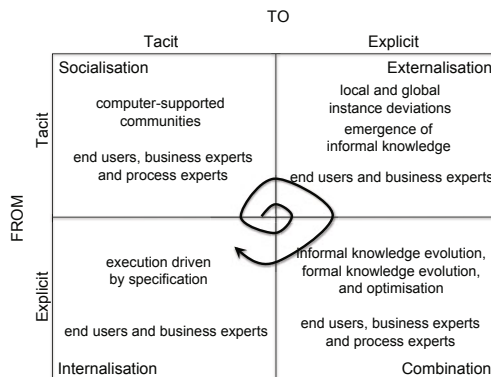 TO
Tacit
Explicit
FROM
Tacit
Socialisation
computer-supported
communities
end users, business experts
and process experts
Externalisation
local and global
instance deviations
emergence of
informal knowledge
end users and business experts
Explicit
execution driven
by specification
end users and business experts
Internalisation
informal knowledge evolution,
formal knowledge evolution,
and optimisation
end users, business experts
and process experts
Combination